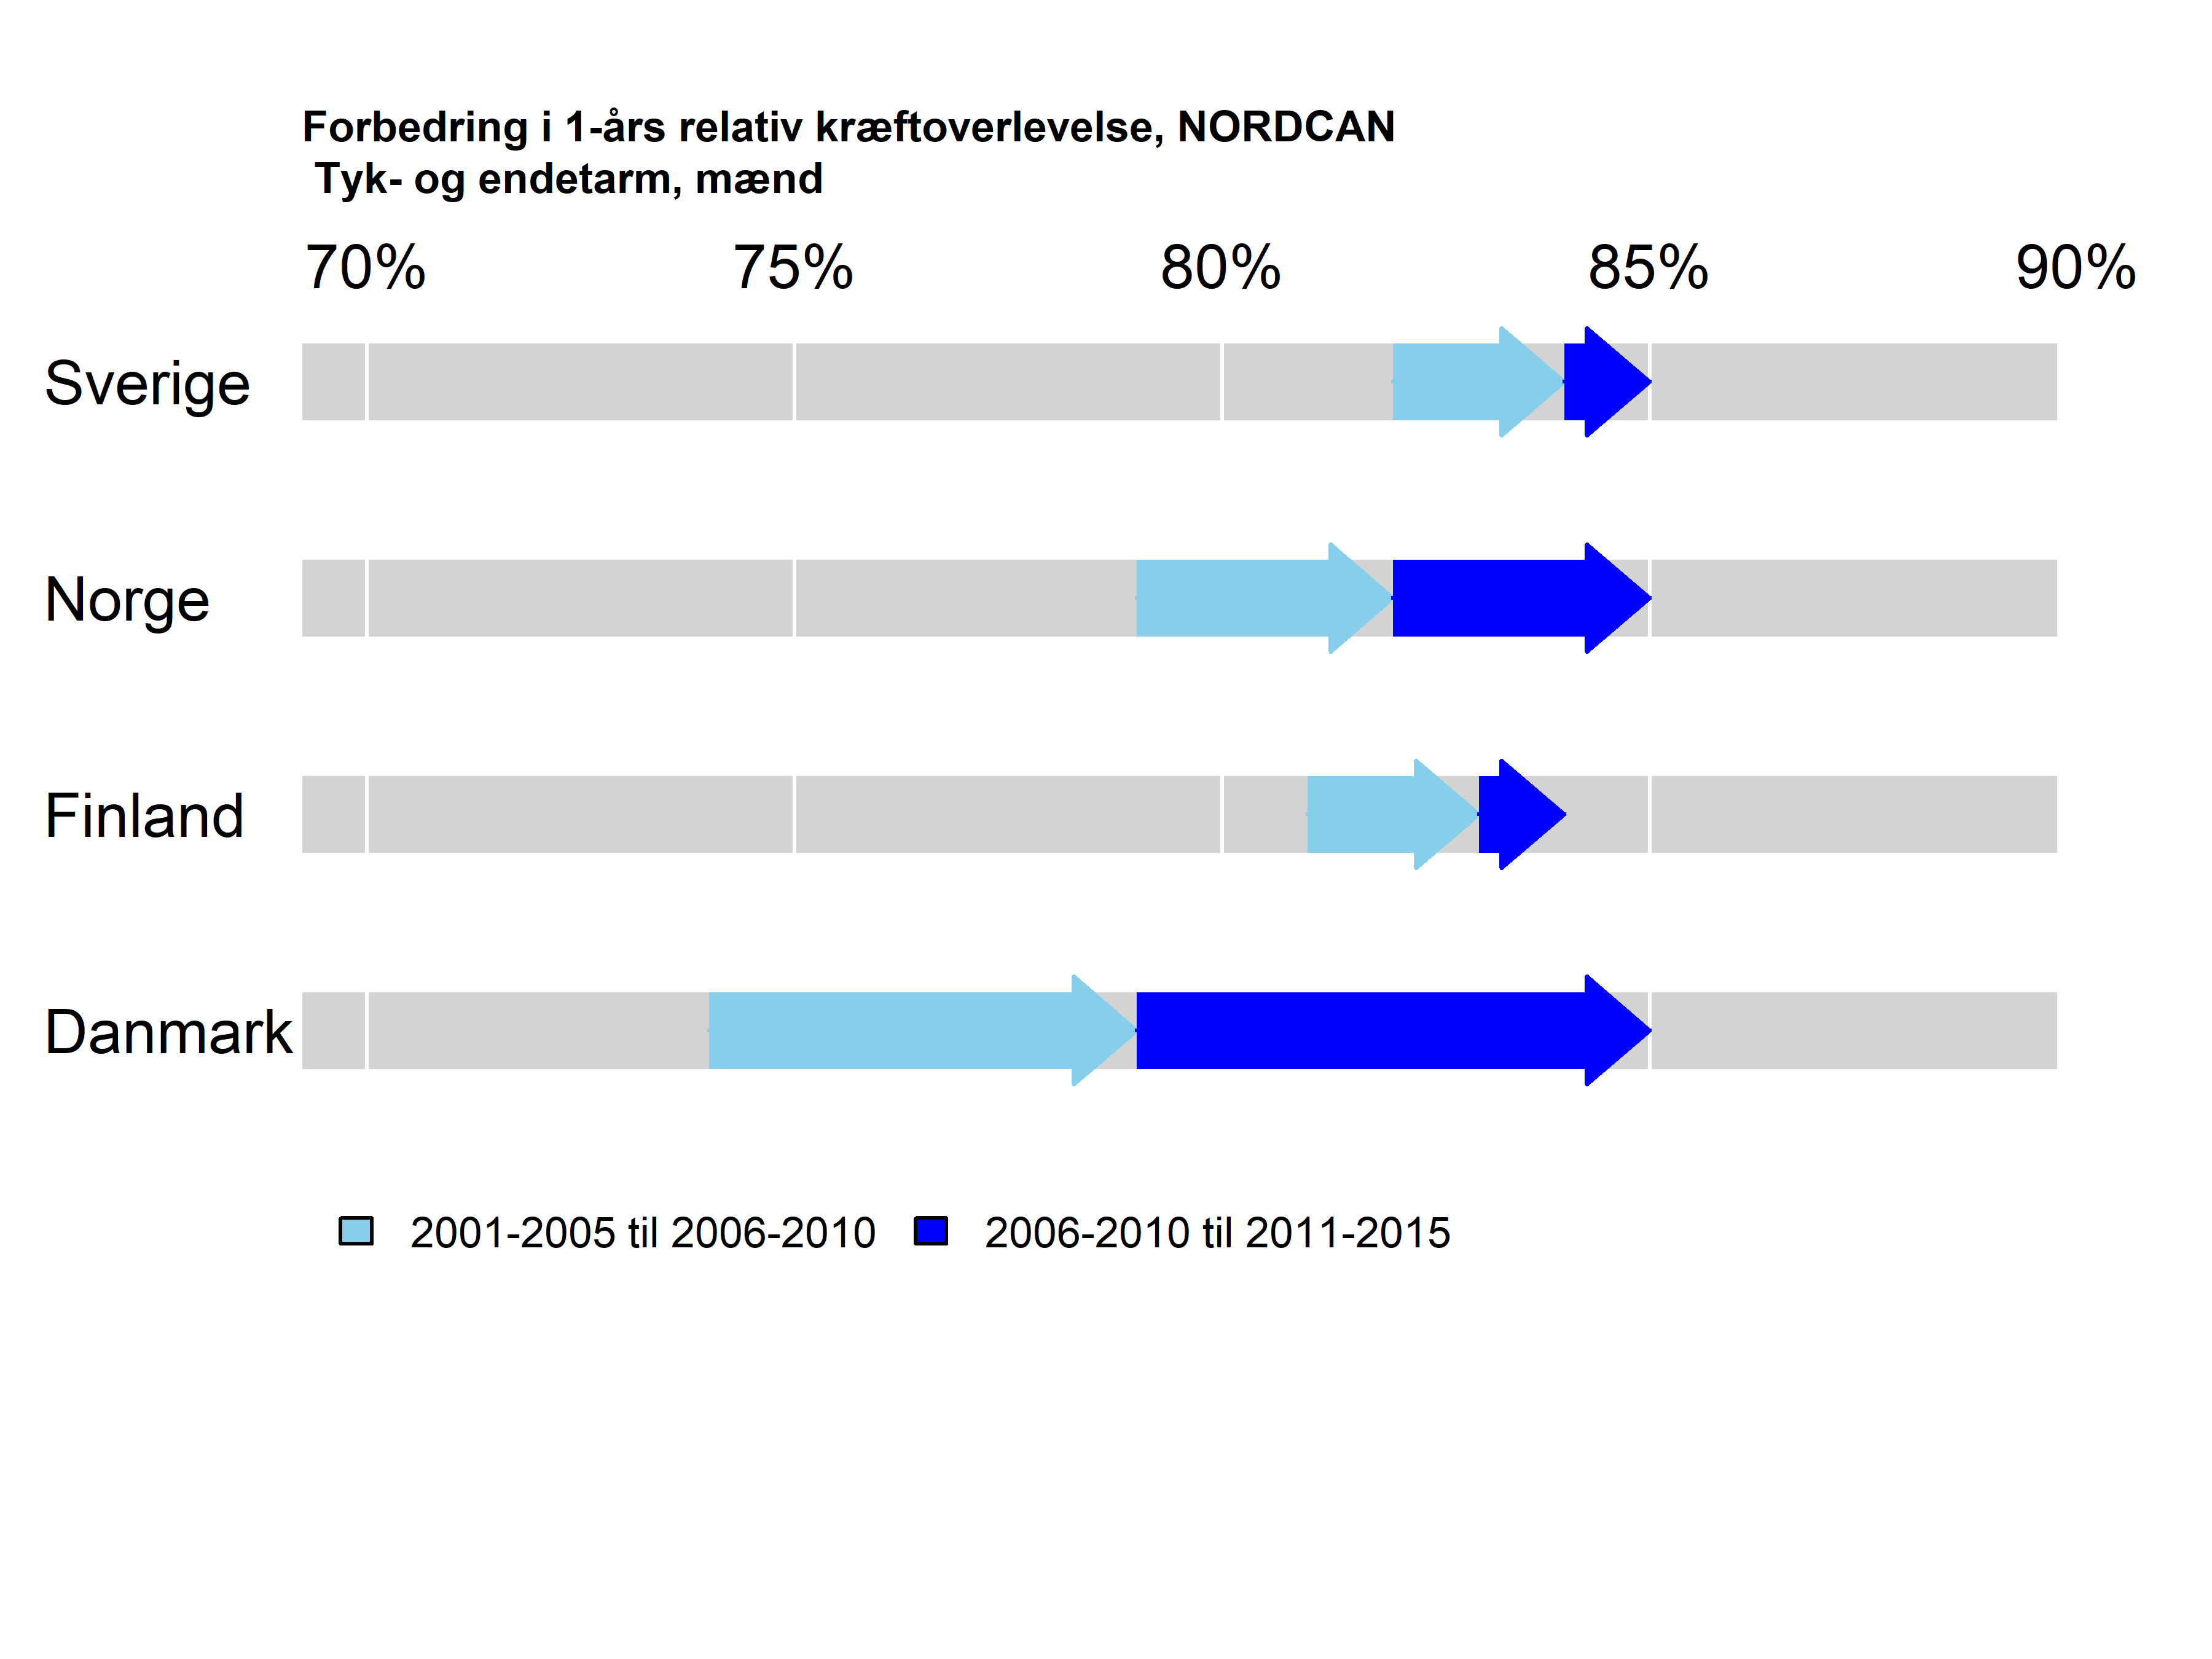 Forbedring i 1-års relativ kræftoverlevelse, NORDCAN
Tyk- og endetarm, mænd
70% 75% 80% 85% 90%
Sverige
Norge
Finland
Danmark
2001-2005 til 2006-2010 2006-2010 til 2011-2015